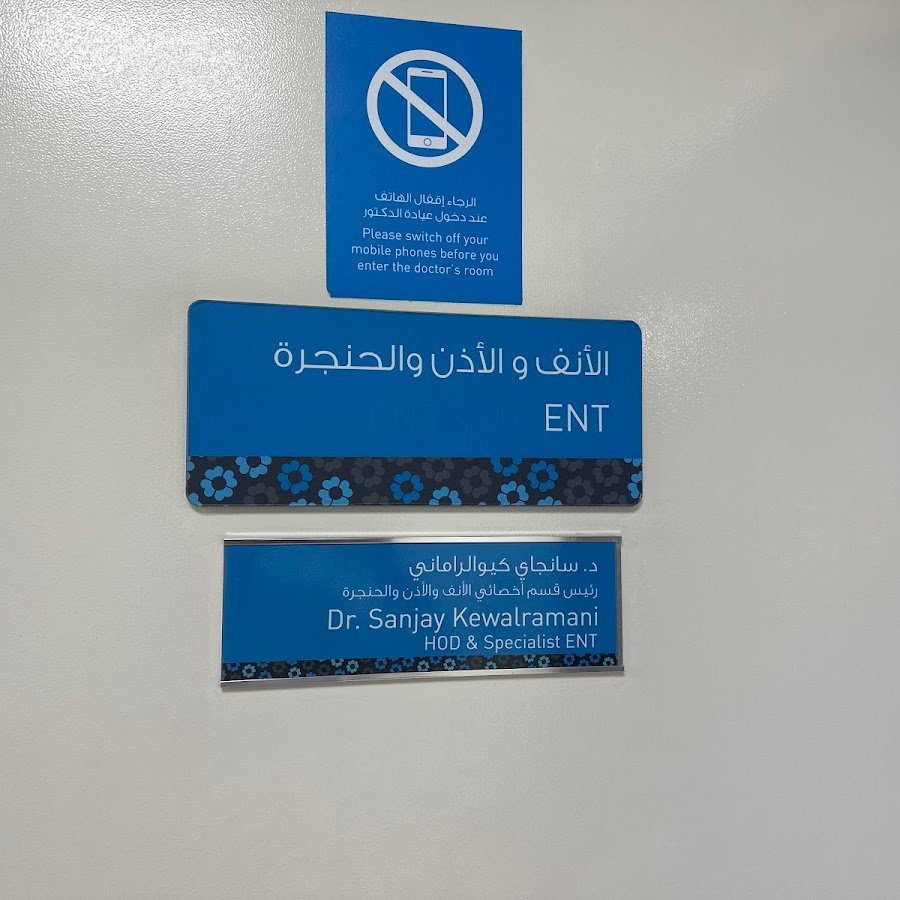 الرجاء إقفال الهاتف
عند دخول عيادة الدكتور
Please switch off your
mobile phones before you
enter the doctor's room
الأنف و الأذن والحنجرة
ENT
د. سانجاي كيوالراماني
رئيس قسم أخصائي الأنف والأذن والحنجرة
Dr. Sanjay Kewalramani
HOD & Specialist ENT